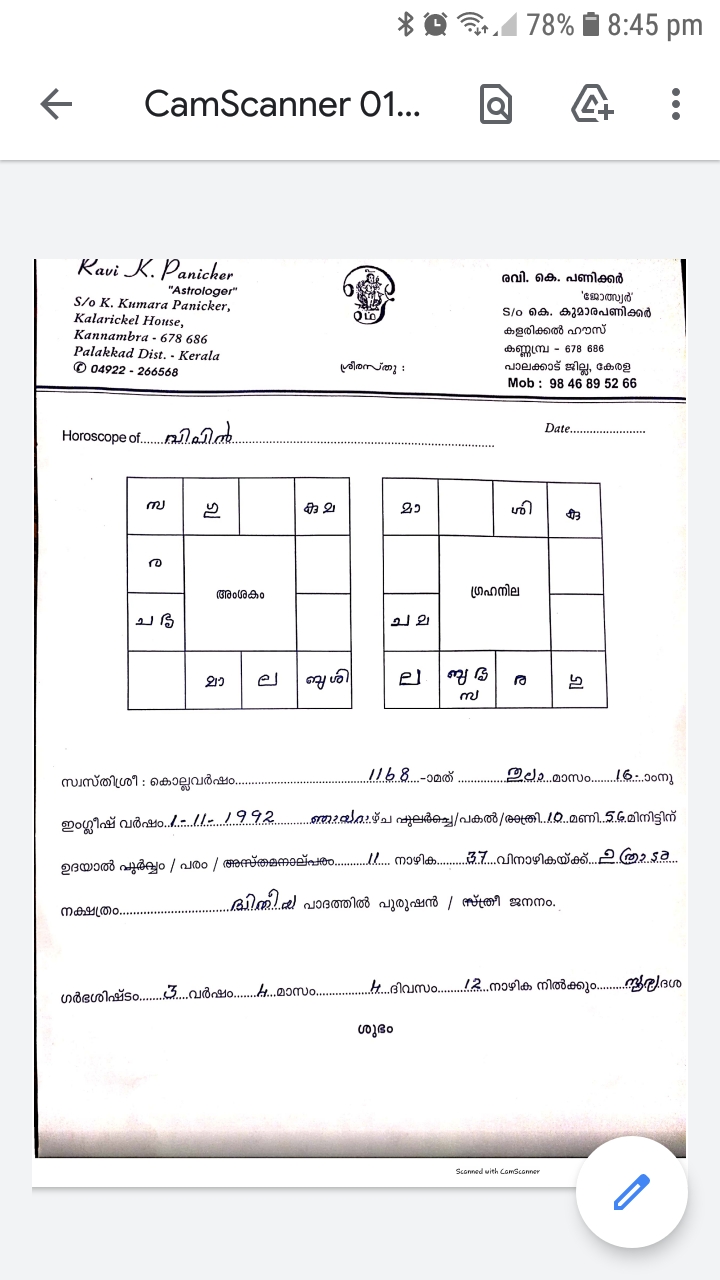 78% 8:45 pm
CamScanner 01...
Ravi K. Panicker
"Astrologer"
S/o K. Kumara Panicker,
Kalarickel House,
Kannambra - 678 686
Palakkad Dist. - Kerala
✆ 04922 - 266568
ശ്രീരസ്തു :
രവി. കെ. പണിക്കർ
'ജോത്സ്യർ'
S/o കെ. കുമാരപണിക്കർ
കളരിക്കൽ ഹൗസ്
കണ്ണമ്പ്ര - 678 686
പാലക്കാട് ജില്ല, കേരള
Mob : 98 46 89 52 66
Horoscope of...... വിപിൻ
Date.......................
സ ഗു കു മ
ര
അംശകം
ച ഭൃ
മാ ല ബു ശി
മാ ശി കു
ഗ്രഹനില
ച മ
ല ബു ഭൃ സ ര ഗു
സ്വസ്തിശ്രീ : കൊല്ലവർഷം.......... 1168 -ാമത് .......... തുലാ മാസം...... 16 -ാംനു
ഇംഗ്ലീഷ് വർഷം.. 1-11-1992 ........ ഞായറാഴ്ച പുലർച്ചെ/പകൽ/രാത്രി..10..മണി.56.മിനിട്ടിന്
ഉദയാൽ പൂർവ്വം / പരം / അസ്തമനാല്പരം........ 11 ... നാഴിക ...... 37 ...വിനാഴികയ്ക്ക്... ഉത്രാടം...
നക്ഷത്രം.......... ദ്വിതീയ പാദത്തിൽ പുരുഷൻ / സ്ത്രീ ജനനം.
ഗർഭശിഷ്ടം...... 3 ...വർഷം..... 4 ..മാസം.......... 4 ..ദിവസം...... 12 ..നാഴിക നിൽക്കും...... സൂര്യദശ
ശുഭം
Scanned with CamScanner